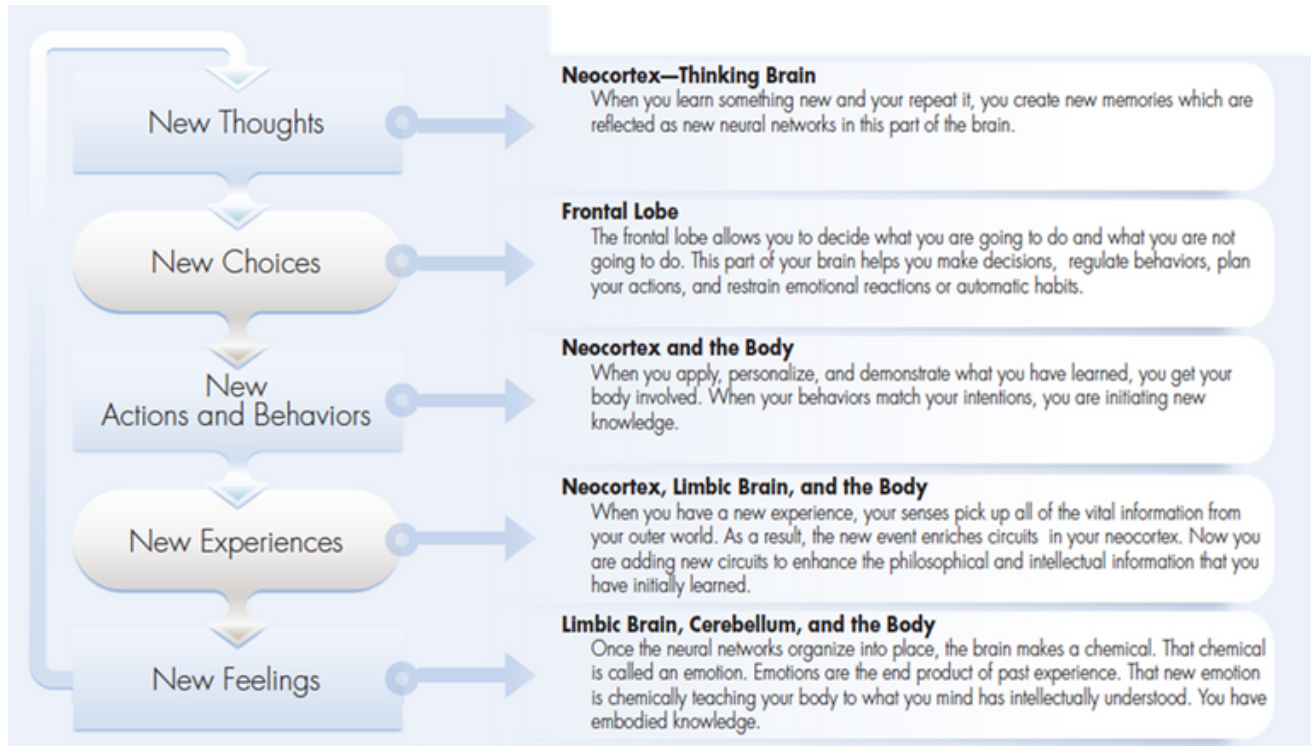 New Thoughts
Neocortex—Thinking Brain
When you learn something new and your repeat it, you create new memories which are
reflected as new neural networks in this part of the brain.
New Choices
Frontal Lobe
The frontal lobe allows you to decide what you are going to do and what you are not
going to do. This part of your brain helps you make decisions, regulate behaviors, plan
your actions, and restrain emotional reactions or automatic habits.
New
Actions and Behaviors
Neocortex and the Body
When you apply, personalize, and demonstrate what you have learned, you get your
body involved. When your behaviors match your intentions, you are initiating new
knowledge.
New Experiences
Neocortex, Limbic Brain, and the Body
When you have a new experience, your senses pick up all of the vital information from
your outer world. As a result, the new event enriches circuits in your neocortex. Now you
are adding new circuits to enhance the philosophical and intellectual information that you
have initially learned.
New Feelings
Limbic Brain, Cerebellum, and the Body
Once the neural networks organize into place, the brain makes a chemical. That chemical
is called an emotion. Emotions are the end product of past experience. That new emotion
is chemically teaching your body to what you mind has intellectually understood. You have
embodied knowledge.